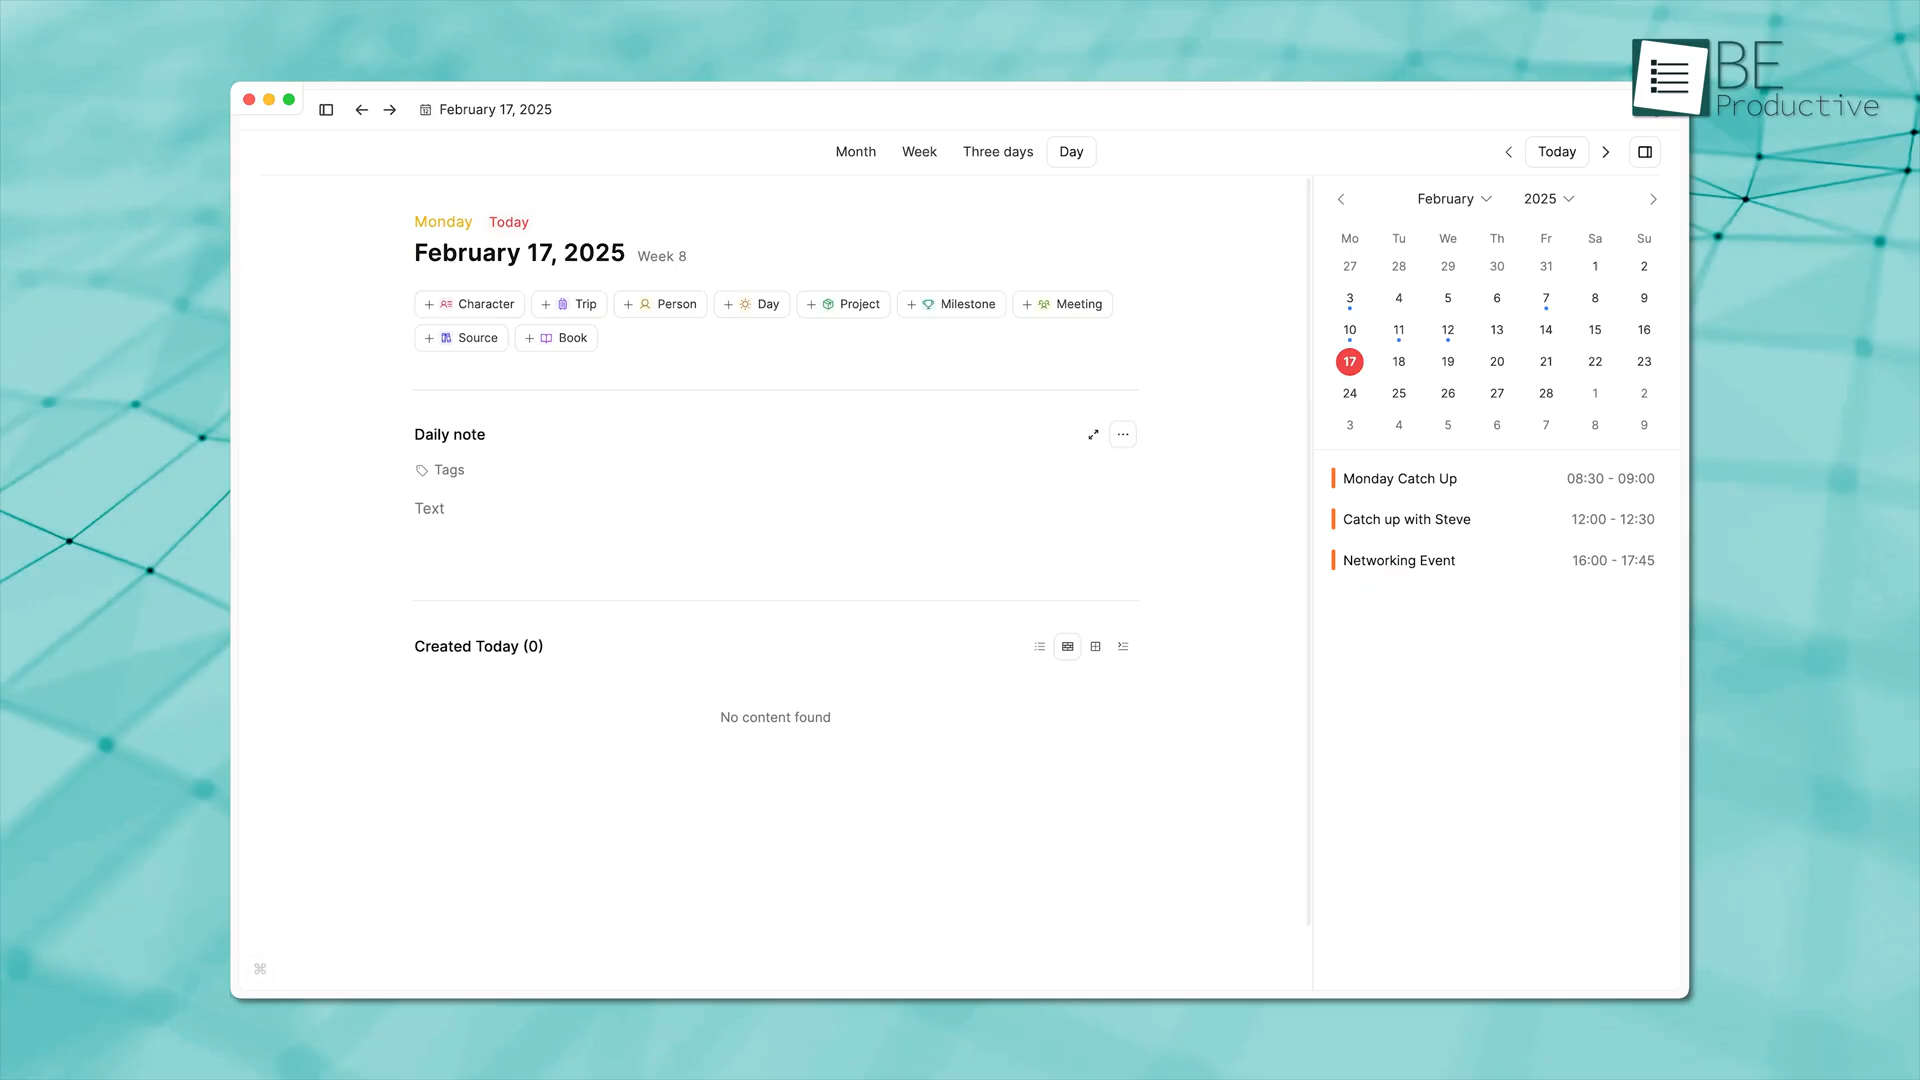 BE
Productive
February 17, 2025
Month Week Three days Day
Today
Monday Today
February 17, 2025 Week 8
Character Trip Person Day Project Milestone Meeting
Source Book
Daily note
Tags
Text
Created Today (0)
No content found
February 2025
Mo Tu We Th Fr Sa Su
27 28 29 30 31 1 2
3 4 5 6 7 8 9
10 11 12 13 14 15 16
17 18 19 20 21 22 23
24 25 26 27 28 1 2
3 4 5 6 7 8 9
Monday Catch Up 08:30 - 09:00
Catch up with Steve 12:00 - 12:30
Networking Event 16:00 - 17:45